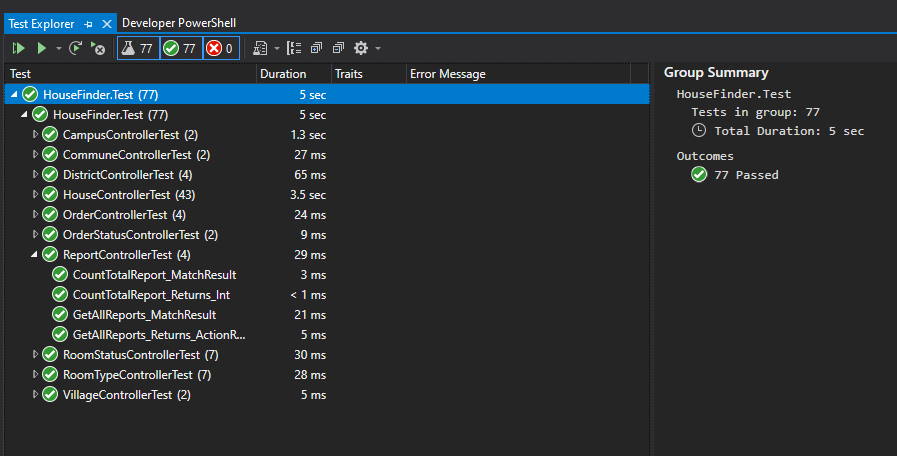 Test Explorer Developer PowerShell
77 77 0
Test Duration Traits Error Message
HouseFinder.Test (77) 5 sec
HouseFinder.Test (77) 5 sec
CampusControllerTest (2) 1.3 sec
CommuneControllerTest (2) 27 ms
DistrictControllerTest (4) 65 ms
HouseControllerTest (43) 3.5 sec
OrderControllerTest (4) 24 ms
OrderStatusControllerTest (2) 9 ms
ReportControllerTest (4) 29 ms
CountTotalReport_MatchResult 3 ms
CountTotalReport_Returns_Int < 1 ms
GetAllReports_MatchResult 21 ms
GetAllReports_Returns_ActionR... 5 ms
RoomStatusControllerTest (7) 30 ms
RoomTypeControllerTest (7) 28 ms
VillageControllerTest (2) 5 ms
Group Summary
HouseFinder.Test
Tests in group: 77
Total Duration: 5 sec
Outcomes
77 Passed